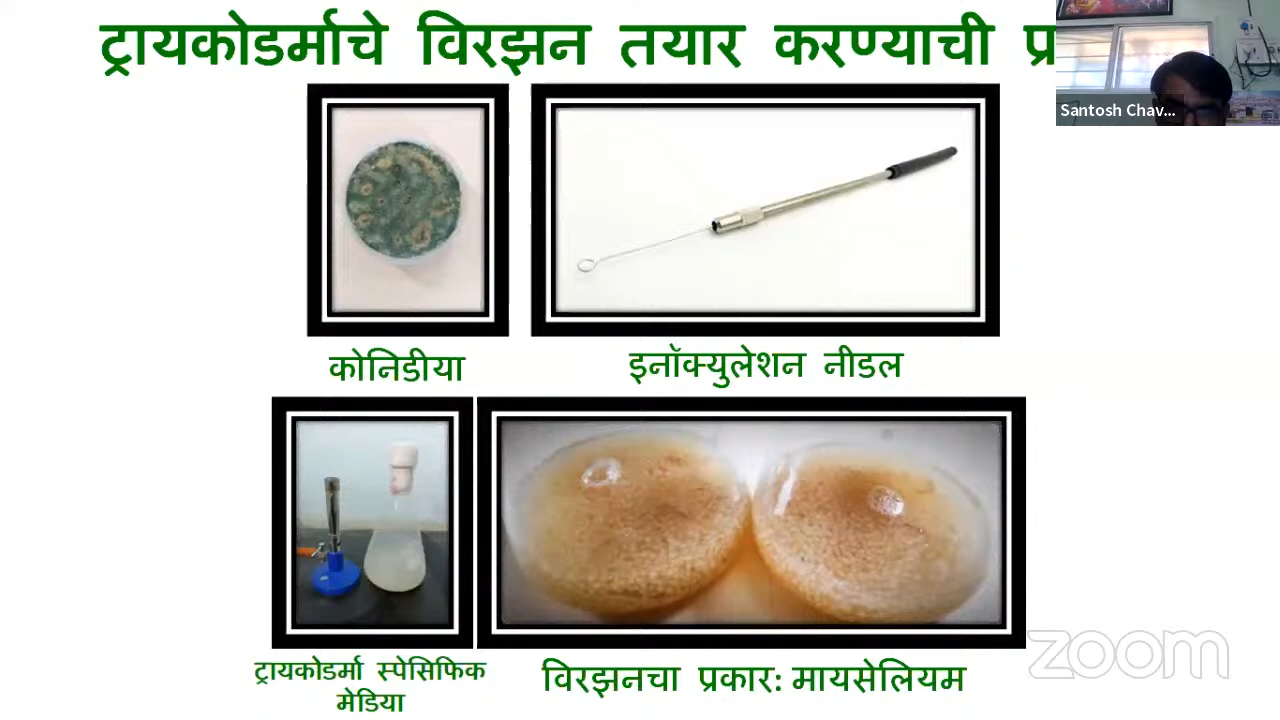 ट्रायकोडर्माचे विरझन तयार करण्याची
Santosh Chav...
कोनिडीया
इनॉक्युलेशन नीडल
ट्रायकोडर्मा स्पेसिफिक
मेडिया
विरझनचा प्रकार: मायसेलियम
zoom